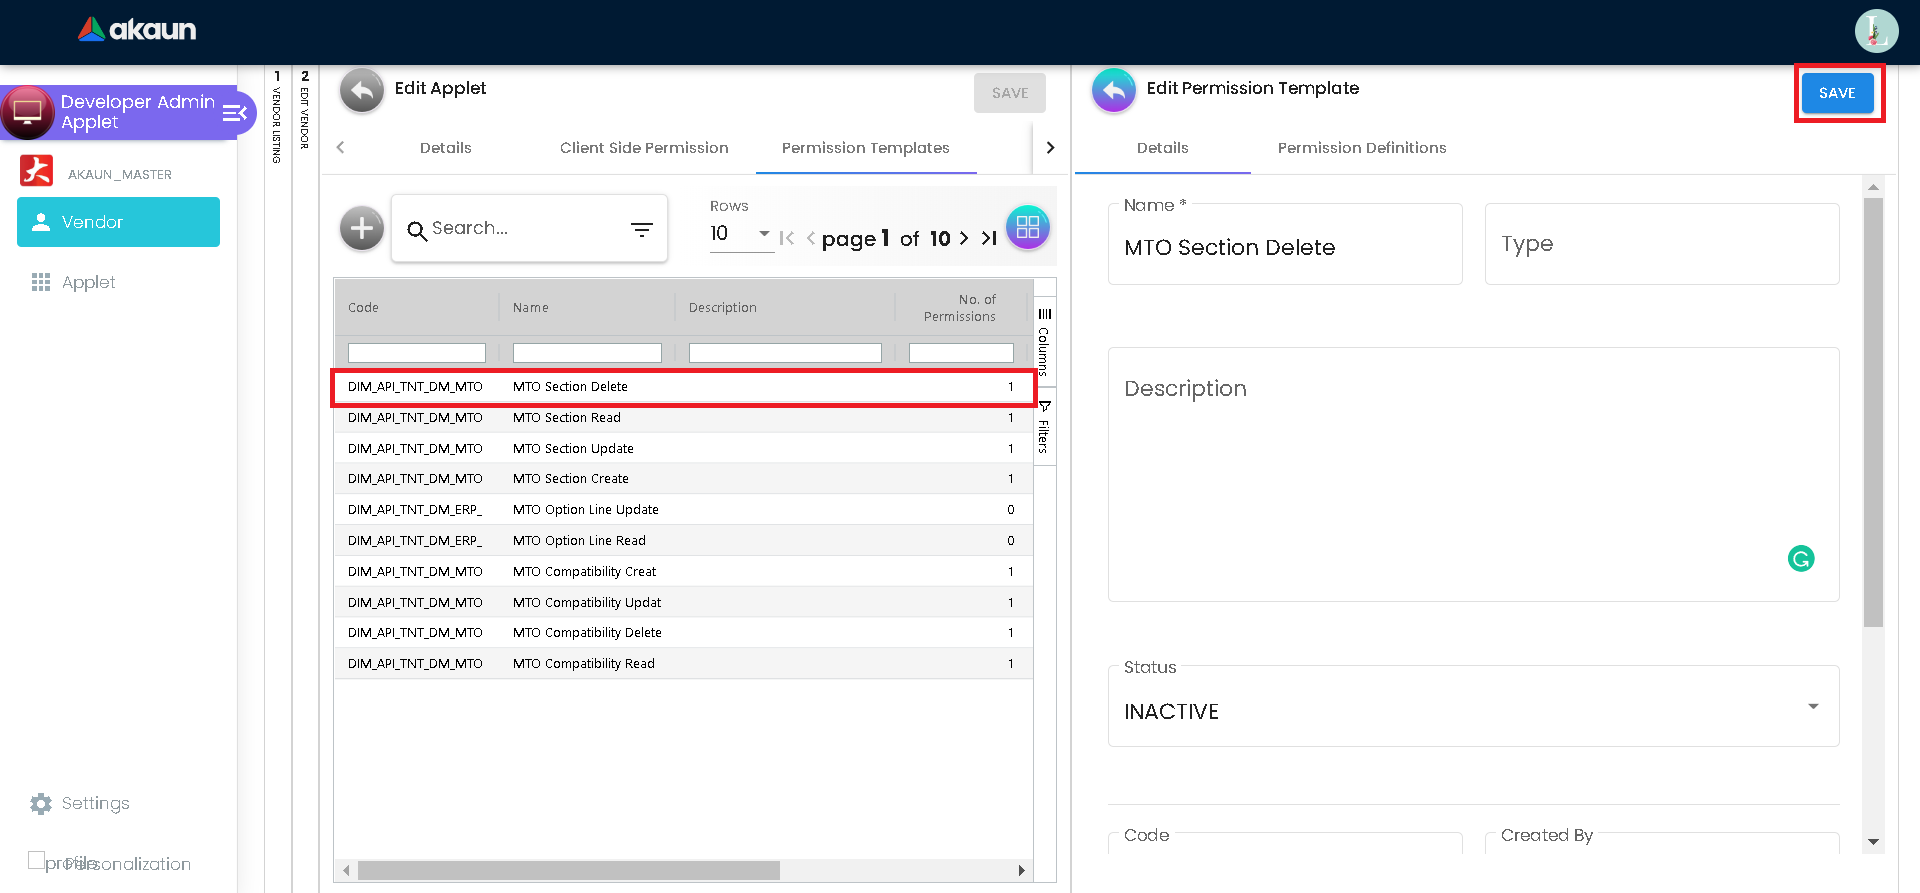 akaun
L
Developer Admin
Applet
AKAUN_MASTER
Vendor
Applet
Settings
profile
Personalization
1 VENDOR LISTING
2 EDIT VENDOR
Edit Applet
SAVE
Details
Client Side Permission
Permission Templates
Search...
Rows
10
page 1 of 10
Code
Name
Description
No. of
Permissions
DIM_API_TNT_DM_MTO MTO Section Delete 1
DIM_API_TNT_DM_MTO MTO Section Read 1
DIM_API_TNT_DM_MTO MTO Section Update 1
DIM_API_TNT_DM_MTO MTO Section Create 1
DIM_API_TNT_DM_ERP_ MTO Option Line Update 0
DIM_API_TNT_DM_ERP_ MTO Option Line Read 0
DIM_API_TNT_DM_MTO MTO Compatibility Creat 1
DIM_API_TNT_DM_MTO MTO Compatibility Updat 1
DIM_API_TNT_DM_MTO MTO Compatibility Delete 1
DIM_API_TNT_DM_MTO MTO Compatibility Read 1
Columns
Filters
Edit Permission Template
SAVE
Details
Permission Definitions
Name *
MTO Section Delete
Type
Description
Status
INACTIVE
Code
Created By